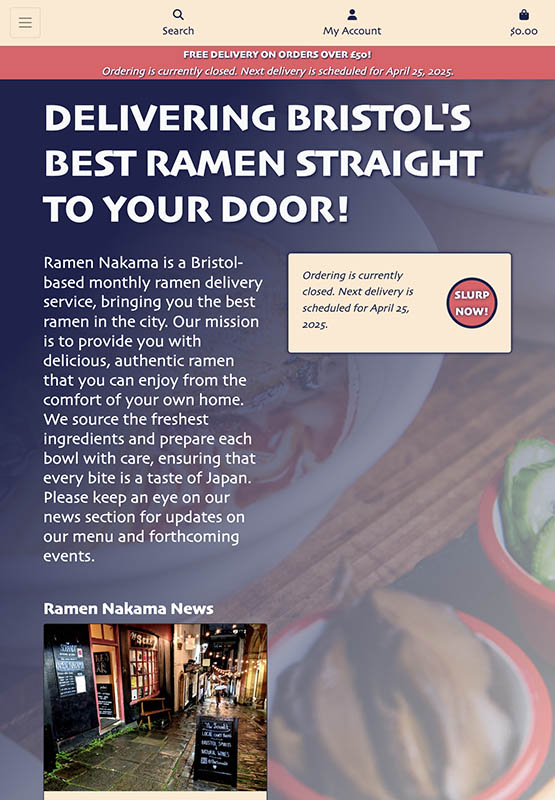 Search
My Account
$0.00
FREE DELIVERY ON ORDERS OVER £50!
Ordering is currently closed. Next delivery is scheduled for April 25, 2025.
DELIVERING BRISTOL'S
BEST RAMEN STRAIGHT
TO YOUR DOOR!
Ramen Nakama is a Bristol-
based monthly ramen delivery
service, bringing you the best
ramen in the city. Our mission
is to provide you with
delicious, authentic ramen
that you can enjoy from the
comfort of your own home.
We source the freshest
ingredients and prepare each
bowl with care, ensuring that
every bite is a taste of Japan.
Please keep an eye on our
news section for updates on
our menu and forthcoming
events.
Ordering is currently
closed. Next delivery is
scheduled for April 25,
2025.
SLURP
NOW!
Ramen Nakama News
LOCAL
BRISTOL SPIRITS
NATURAL WINES